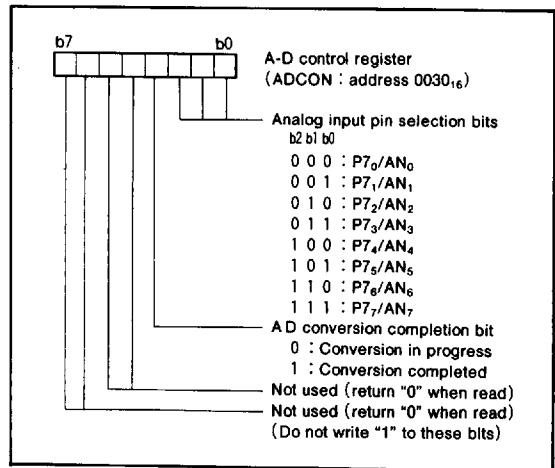 b7 b0
A-D control register
(ADCON : address 0030₁₆)
Analog input pin selection bits
b2 b1 b0
0 0 0 : P7₀/AN₀
0 0 1 : P7₁/AN₁
0 1 0 : P7₂/AN₂
0 1 1 : P7₃/AN₃
1 0 0 : P7₄/AN₄
1 0 1 : P7₅/AN₅
1 1 0 : P7₆/AN₆
1 1 1 : P7₇/AN₇
AD conversion completion bit
0 : Conversion in progress
1 : Conversion completed
Not used (return "0" when read)
Not used (return "0" when read)
(Do not write "1" to these bits)